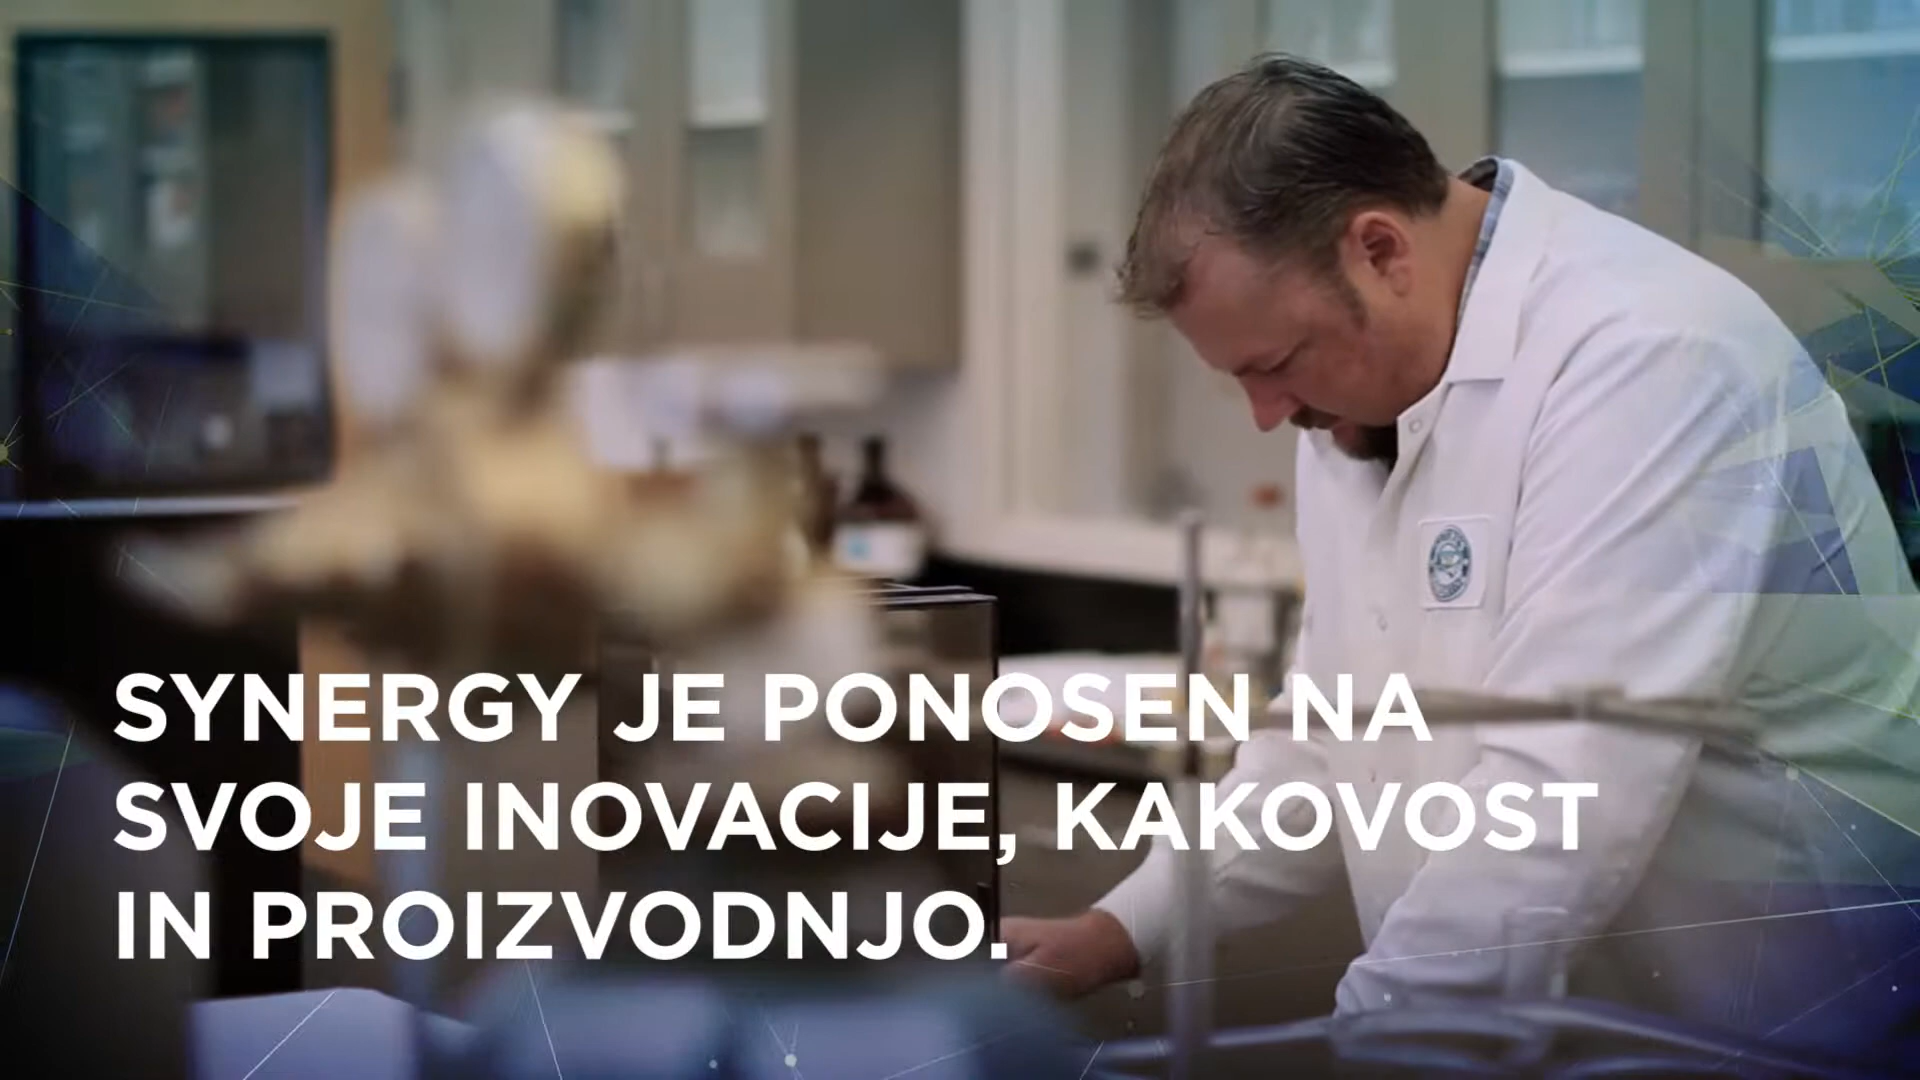 SYNERGY JE PONOSEN NA
SVOJE INOVACIJE, KAKOVOST
IN PROIZVODNJO.